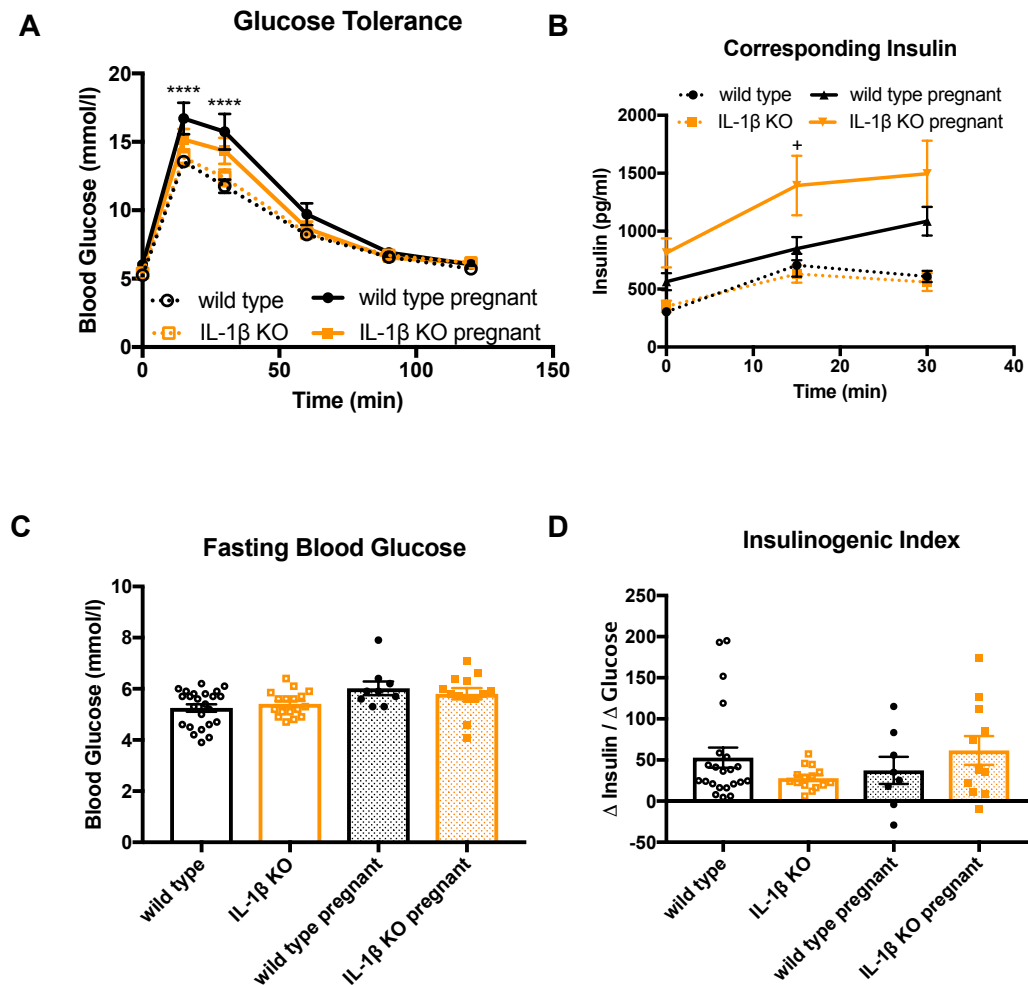 A
Glucose Tolerance
Blood Glucose (mmol/l)
20
15
10
5
0
****
****
wild type
wild type pregnant
IL-1β KO
IL-1β KO pregnant
0
50
100
150
Time (min)
B
Corresponding Insulin
wild type
wild type pregnant
IL-1β KO
IL-1β KO pregnant
Insulin (pg/ml)
2000
1500
1000
500
0
+
0
10
20
30
40
Time (min)
C
Fasting Blood Glucose
Blood Glucose (mmol/l)
10
8
6
4
2
0
wild type
IL-1β KO
wild type pregnant
IL-1β KO pregnant
D
Insulinogenic Index
Δ Insulin / Δ Glucose
250
200
150
100
50
0
-50
wild type
IL-1β KO
wild type pregnant
IL-1β KO pregnant